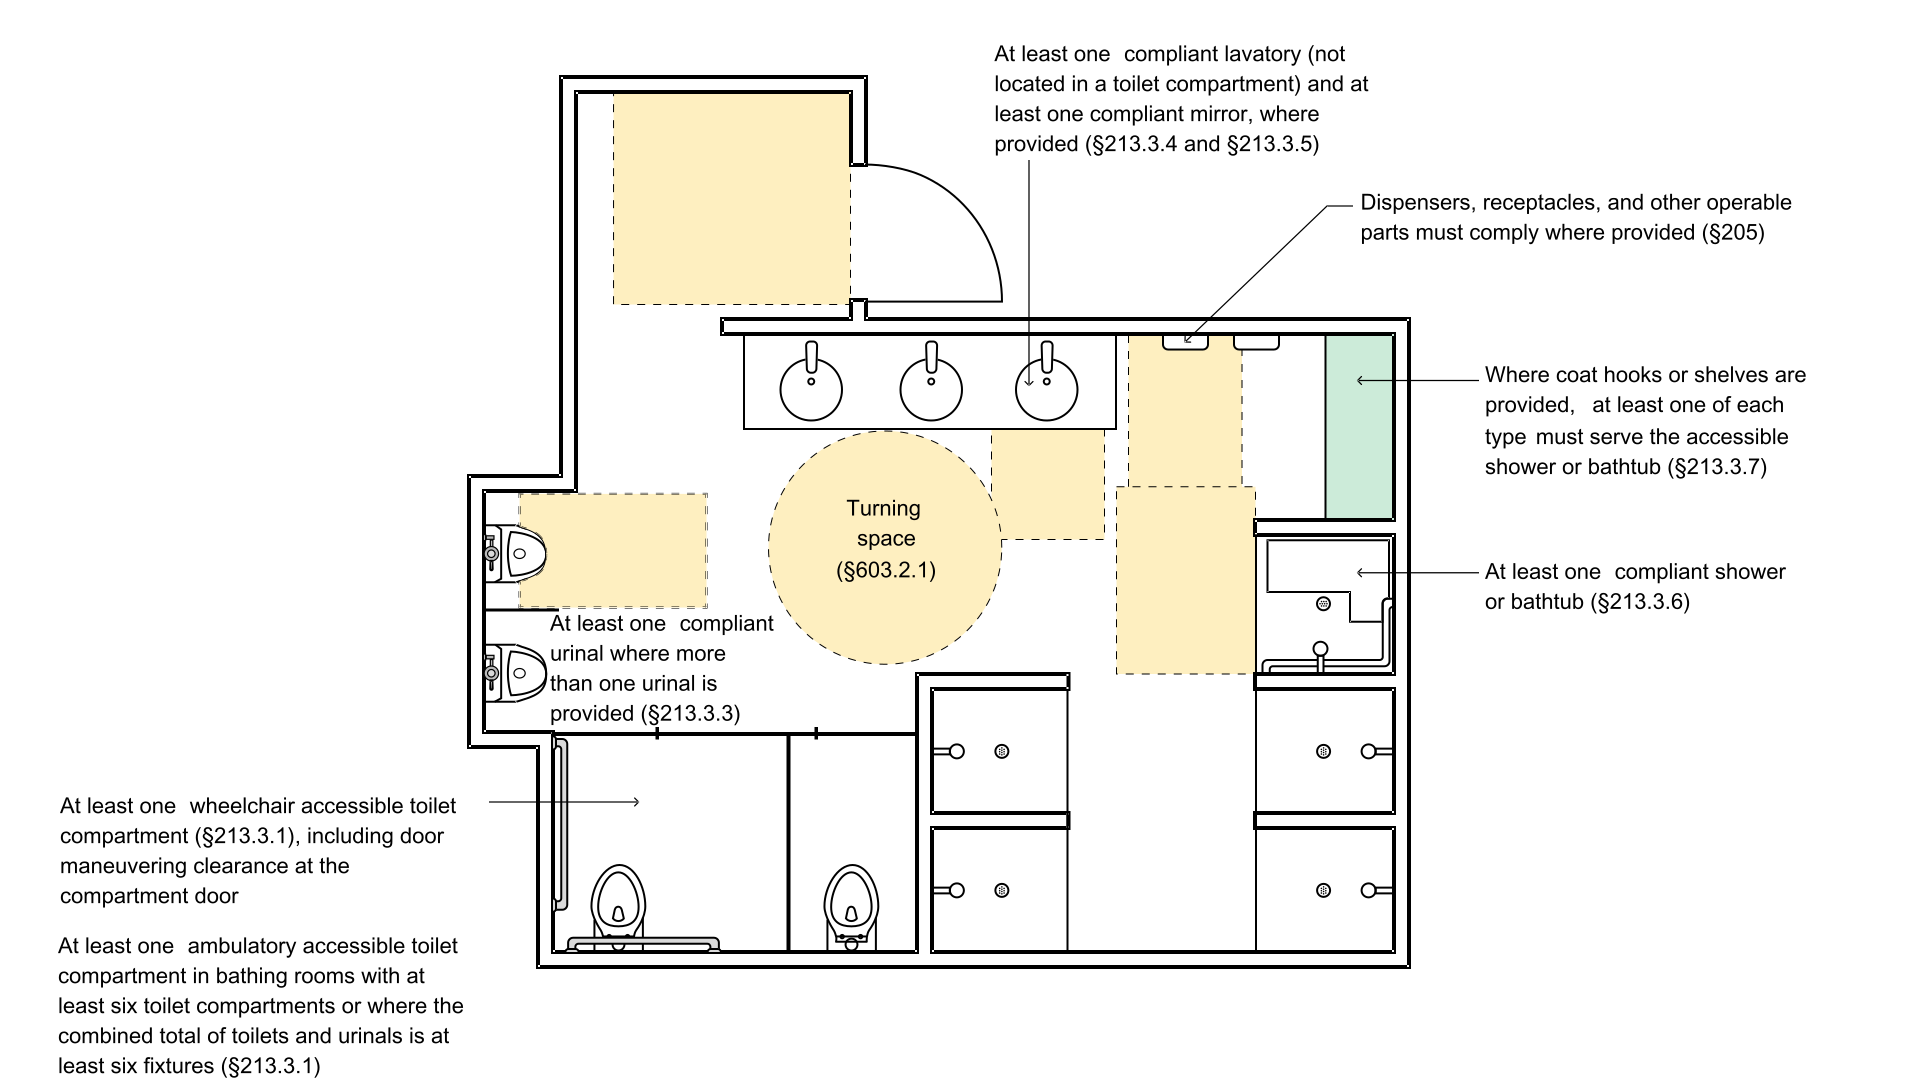 At least one compliant lavatory (not
located in a toilet compartment) and at
least one compliant mirror, where
provided (§213.3.4 and §213.3.5)
Dispensers, receptacles, and other operable
parts must comply where provided (§205)
Where coat hooks or shelves are
provided, at least one of each
type must serve the accessible
shower or bathtub (§213.3.7)
Turning
space
(§603.2.1)
At least one compliant shower
or bathtub (§213.3.6)
At least one compliant
urinal where more
than one urinal is
provided (§213.3.3)
At least one wheelchair accessible toilet
compartment (§213.3.1), including door
maneuvering clearance at the
compartment door
At least one ambulatory accessible toilet
compartment in bathing rooms with at
least six toilet compartments or where the
combined total of toilets and urinals is at
least six fixtures (§213.3.1)